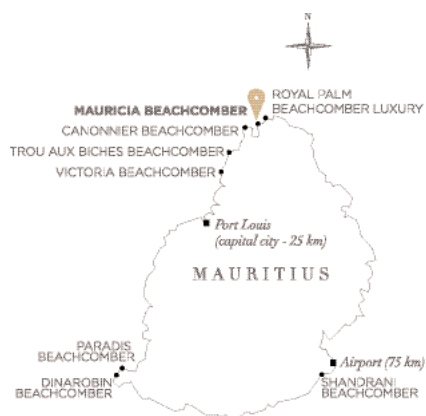 N
ROYAL PALM
BEACHCOMBER LUXURY
MAURICIA BEACHCOMBER
CANONNIER BEACHCOMBER
TROU AUX BICHES BEACHCOMBER
VICTORIA BEACHCOMBER
Port Louis
(capital city - 25 km)
MAURITIUS
PARADIS
BEACHCOMBER
DINAROBIN
BEACHCOMBER
Airport (75 km)
SHANDRANI
BEACHCOMBER